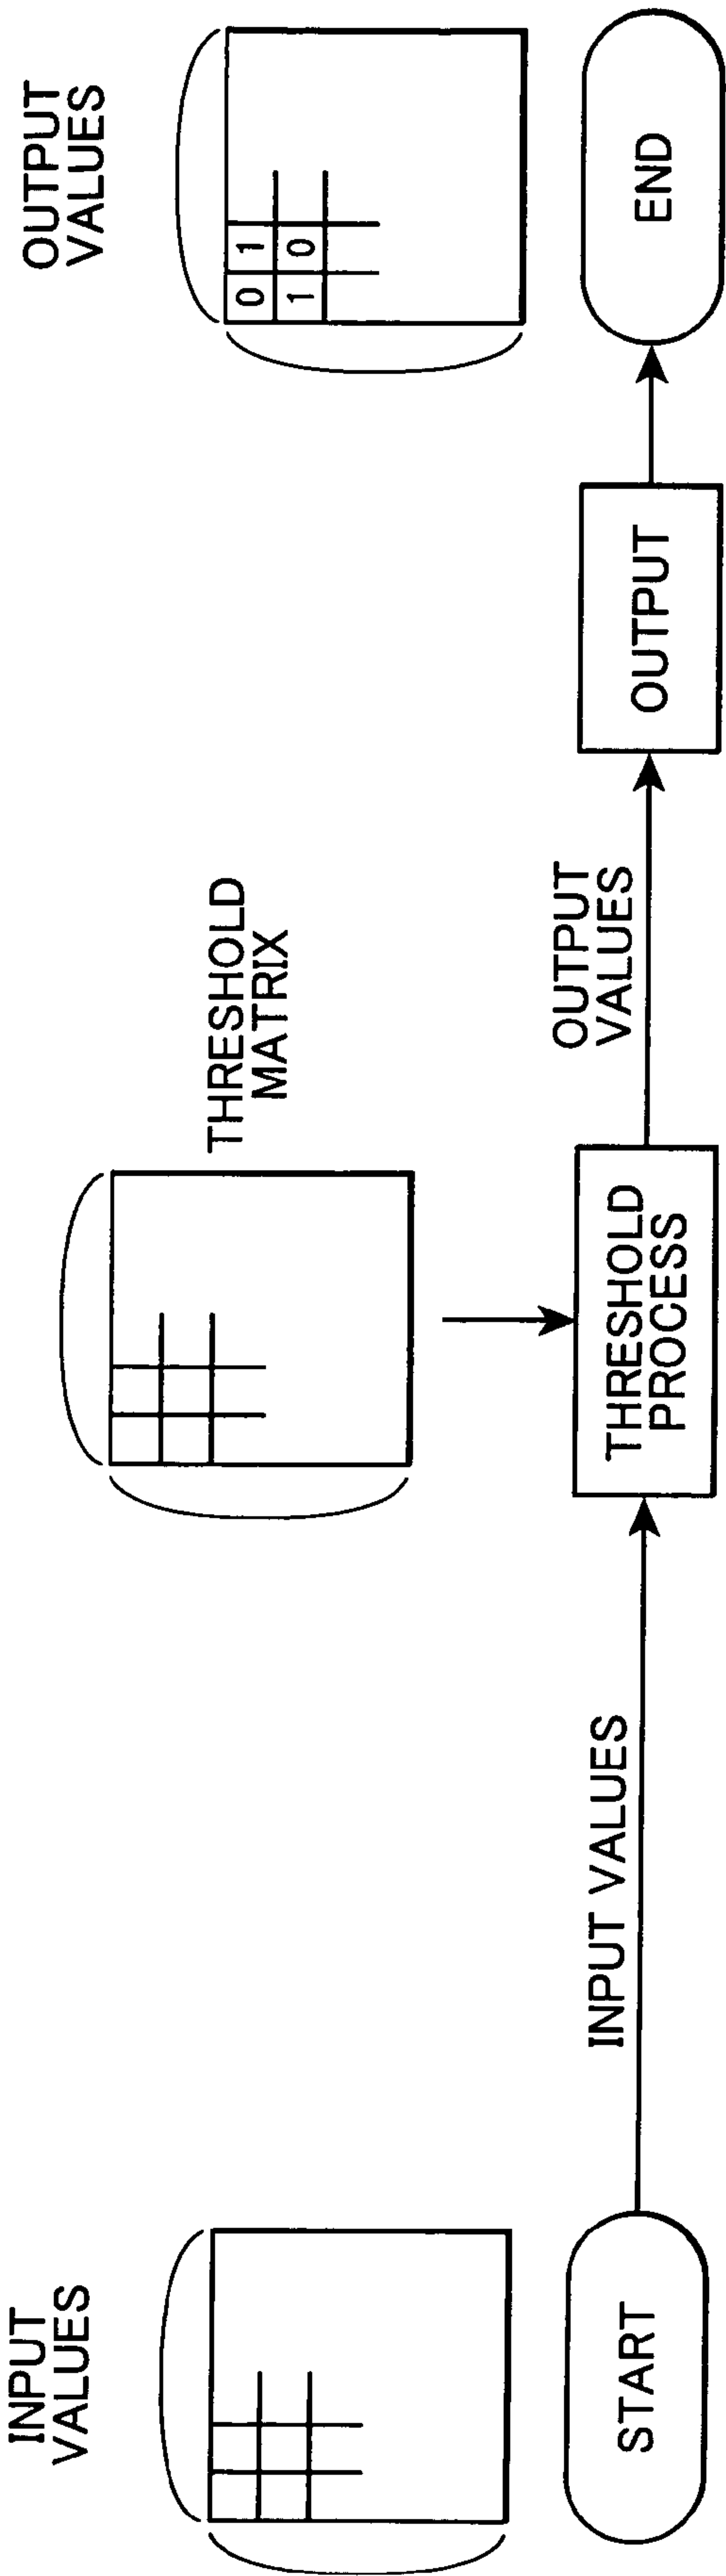 INPUT
VALUES
THRESHOLD
MATRIX
OUTPUT
VALUES
0 1
1 0
START
INPUT VALUES
THRESHOLD
PROCESS
OUTPUT
VALUES
OUTPUT
END